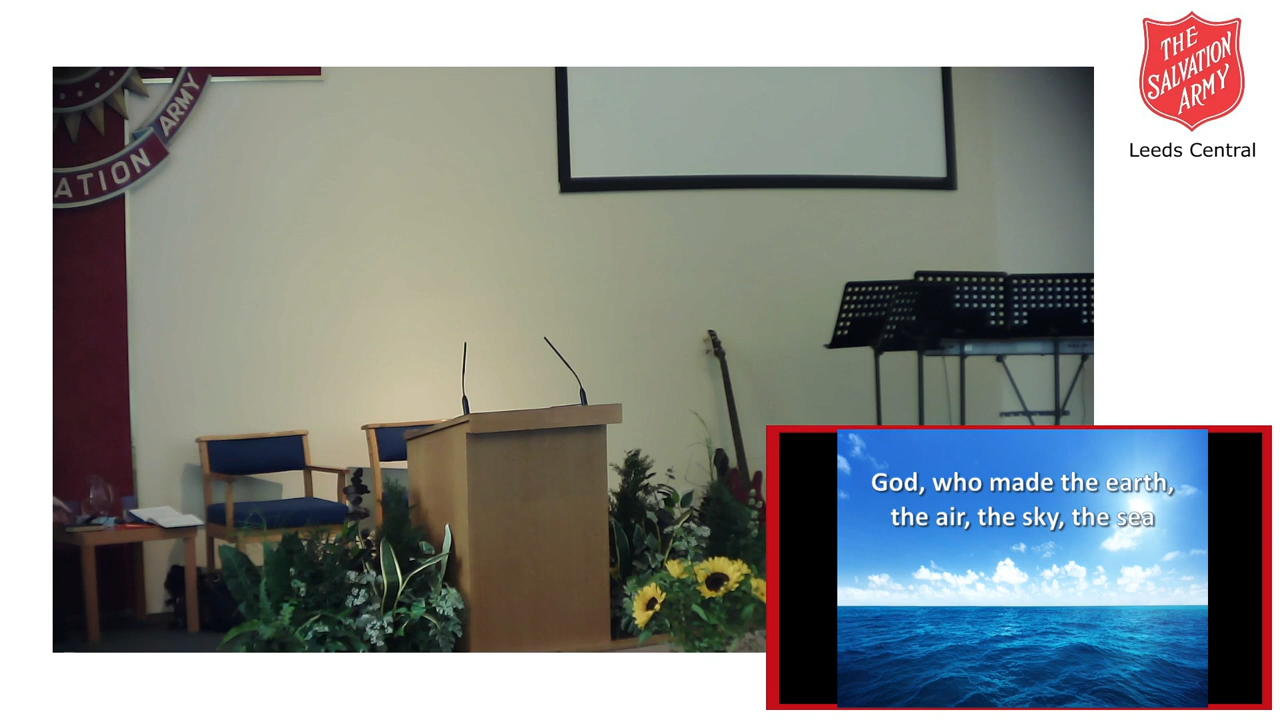 ARMY
ATION
THE
SALVATION
ARMY
Leeds Central
God, who made the earth,
the air, the sky, the sea